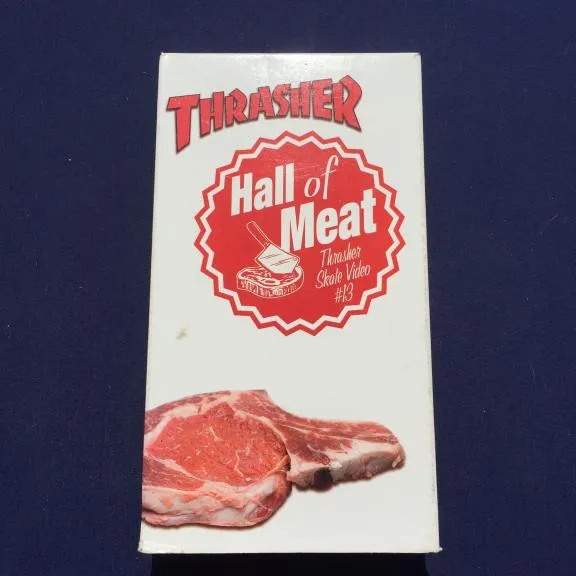 THRASHER
Hall of
Meat
Thrasher
Skate Video
#13